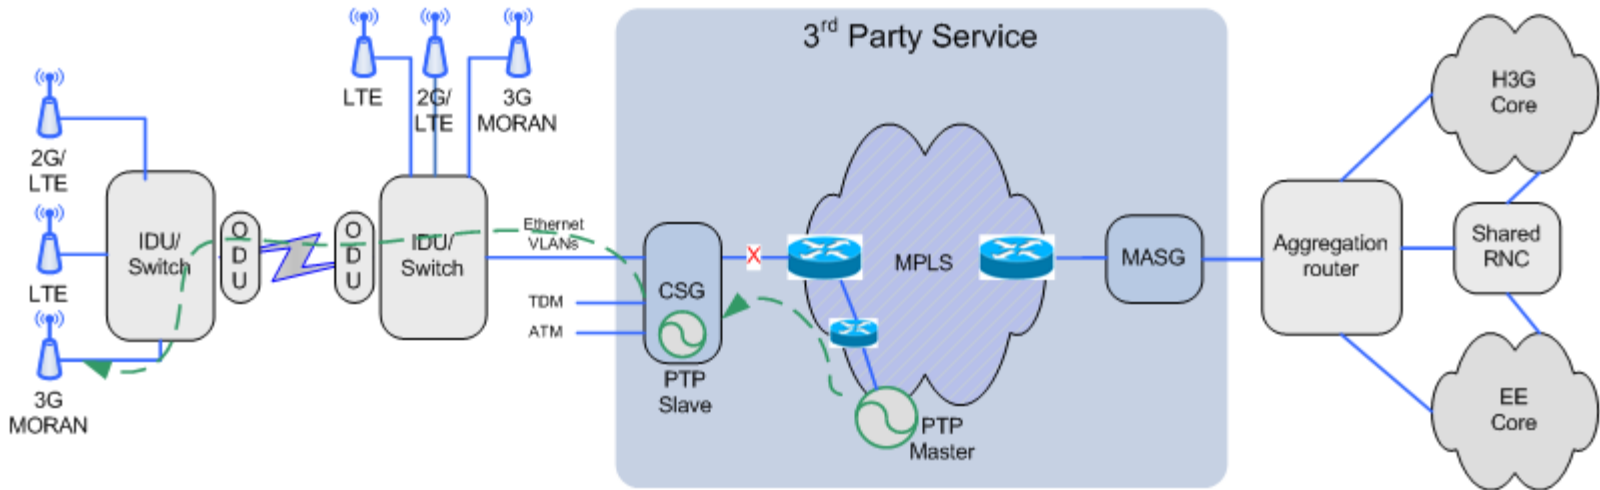 3rd Party Service
LTE
2G/
LTE
3G
MORAN
2G/
LTE
LTE
3G
MORAN
IDU/
Switch
O
D
U
O
D
U
IDU/
Switch
Ethernet
VLANs
TDM
ATM
CSG
PTP
Slave
X
MPLS
PTP
Master
MASG
Aggregation
router
H3G
Core
Shared
RNC
EE
Core